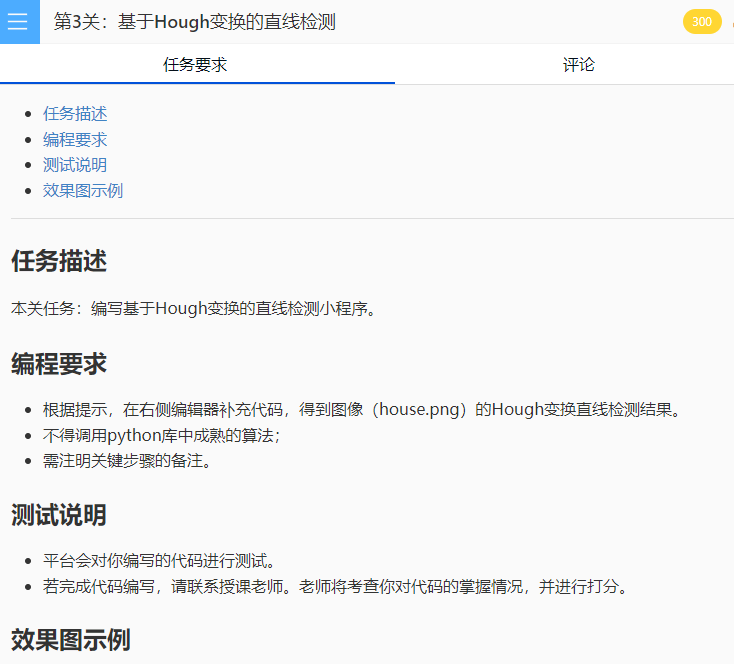 第3关：基于Hough变换的直线检测
300
任务要求
评论
任务描述
编程要求
测试说明
效果图示例
任务描述
本关任务：编写基于Hough变换的直线检测小程序。
编程要求
根据提示，在右侧编辑器补充代码，得到图像（house.png）的Hough变换直线检测结果。
不得调用python库中成熟的算法；
需注明关键步骤的备注。
测试说明
平台会对你编写的代码进行测试。
若完成代码编写，请联系授课老师。老师将考查你对代码的掌握情况，并进行打分。
效果图示例